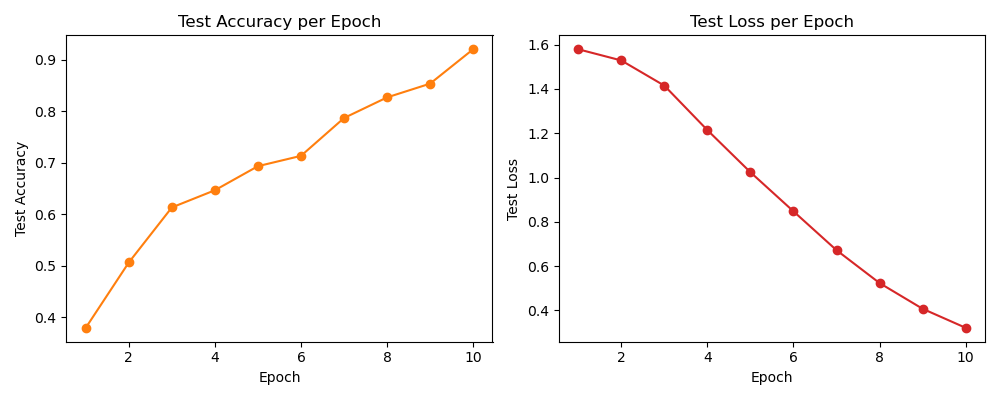 Test Accuracy per Epoch
Test Accuracy
0.9
0.8
0.7
0.6
0.5
0.4
2 4 6 8 10
Epoch
Test Loss per Epoch
Test Loss
1.6
1.4
1.2
1.0
0.8
0.6
0.4
2 4 6 8 10
Epoch